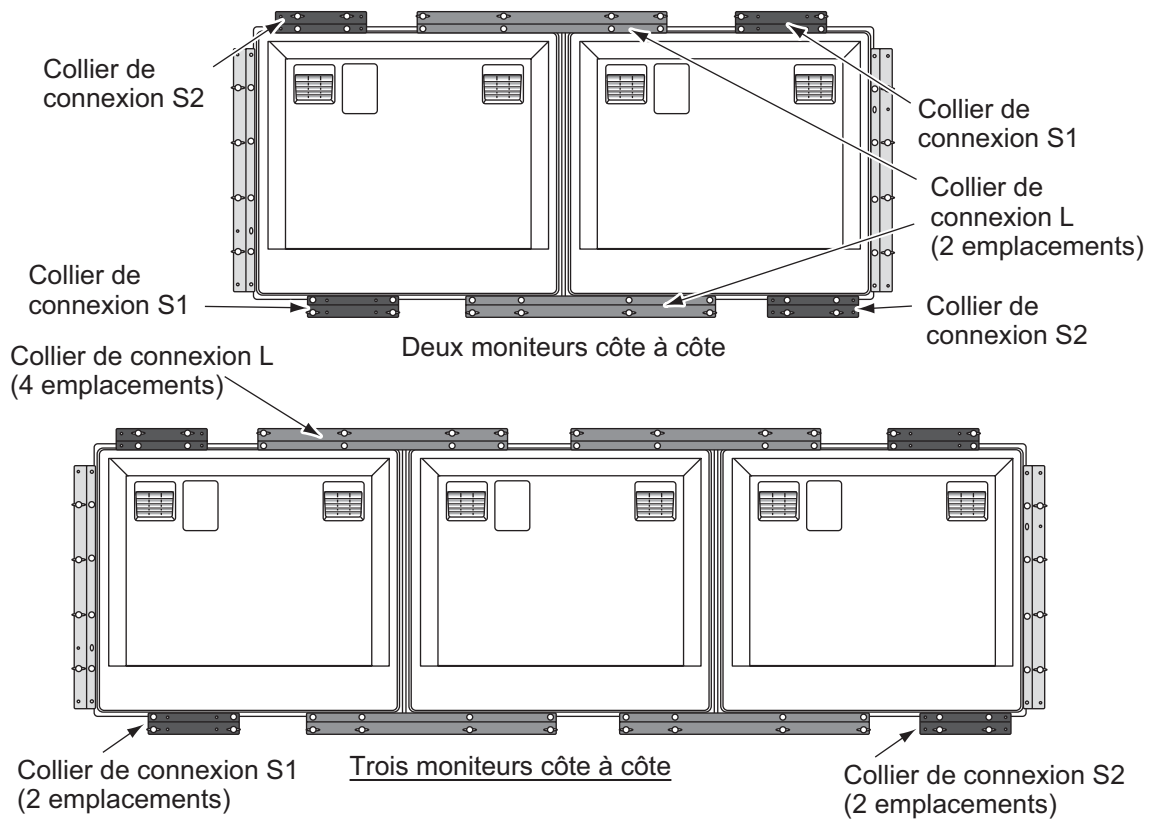 Collier de
connexion S2
Collier de
connexion S1
Collier de
connexion L
(2 emplacements)
Collier de
connexion S1
Collier de
connexion S2
Deux moniteurs côte à côte
Collier de connexion L
(4 emplacements)
Collier de connexion S1
(2 emplacements)
Trois moniteurs côte à côte
Collier de connexion S2
(2 emplacements)